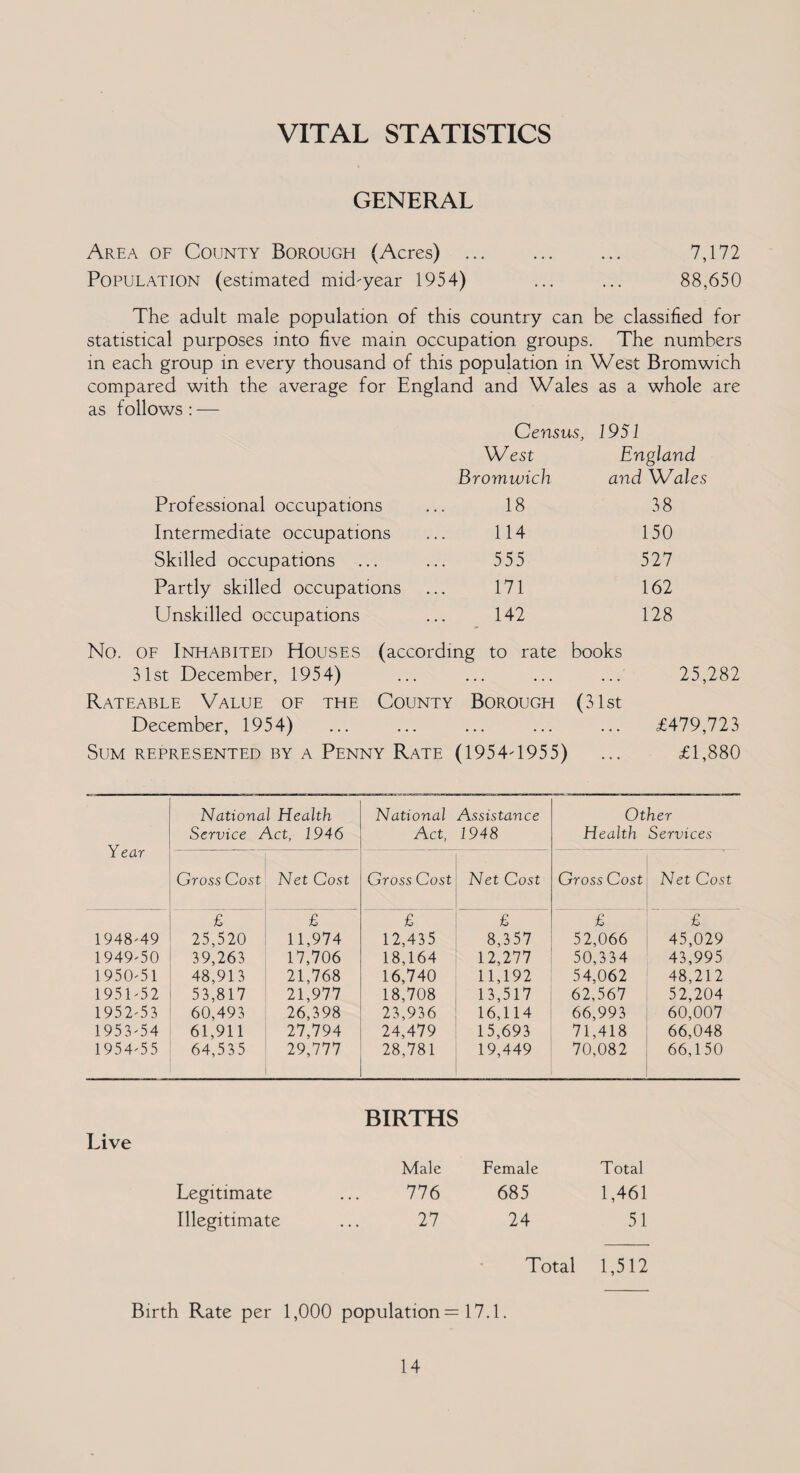 VITAL STATISTICS
GENERAL
Area of County Borough (Acres) ... ... ... 7,172
Population (estimated mid-year 1954) ... ... 88,650
The adult male population of this country can be classified for
statistical purposes into five main occupation groups. The numbers
in each group in every thousand of this population in West Bromwich
compared with the average for England and Wales as a whole are
as follows : —
Census, 1951
West England
Bromwich and Wales
Professional occupations ... 18 38
Intermediate occupations ... 114 150
Skilled occupations ... ... 555 527
Partly skilled occupations ... 171 162
Unskilled occupations ... 142 128
No. of Inhabited Houses (according to rate books
31st December, 1954) ... ... ... ... 25,282
Rateable Value of the County Borough (31st
December, 1954) ... ... ... ... ... £479,723
Sum represented by a Penny Rate (1954-1955) ... £1,880
National Health National Assistance Other
Service Act, 1946 Act, 1948 Health Services
Year
Gross Cost Net Cost Gross Cost Net Cost Gross Cost Net Cost
£ £ £ £ £ £
1948-49 25,520 11,974 12,435 8,357 52,066 45,029
1949-50 39,263 17,706 18,164 12,277 50,334 43,995
1950-51 48,913 21,768 16,740 11,192 54,062 48,212
1951-52 53,817 21,977 18,708 13,517 62,567 52,204
1952-53 60,493 26,398 23,936 16,114 66,993 60,007
1953-54 61,911 27,794 24,479 15,693 71,418 66,048
1954-55 64,535 29,777 28,781 19,449 70,082 66,150
BIRTHS
Live
Male Female Total
Legitimate ... 776 685 1,461
Illegitimate ... 27 24 51
Total 1,512
Birth Rate per 1,000 population = 17.1.
14